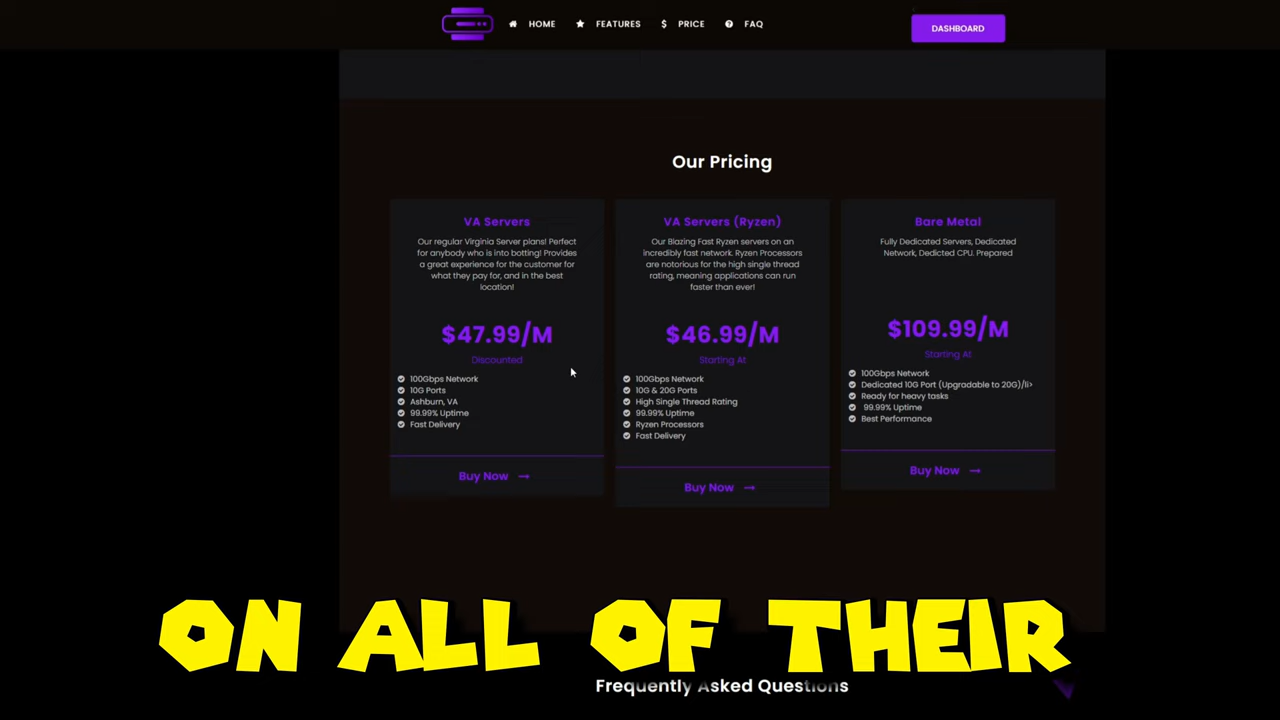 HOME FEATURES $ PRICE FAQ DASHBOARD
Our Pricing
VA Servers
Our regular Virginia Server plans! Perfect
for anybody who is into botting! Provides
a great experience for the customer for
what they pay for, and in the best
location!
$47.99/M
Discounted
100Gbps Network
10G Ports
Ashburn, VA
99.99% Uptime
Fast Delivery
Buy Now →
VA Servers (Ryzen)
Our Blazing Fast Ryzen servers on an
incredibly fast network. Ryzen Processors
are notorious for the high single thread
rating, meaning applications can run
faster than ever!
$46.99/M
Starting At
100Gbps Network
10G & 20G Ports
High Single Thread Rating
99.99% Uptime
Ryzen Processors
Fast Delivery
Buy Now →
Bare Metal
Fully Dedicated Servers, Dedicated
Network, Dedicted CPU. Prepared
$109.99/M
Starting At
100Gbps Network
Dedicated 10G Port (Upgradable to 20G)/li>
Ready for heavy tasks
99.99% Uptime
Best Performance
Buy Now →
ON ALL OF THEIR
Frequently Asked Questions